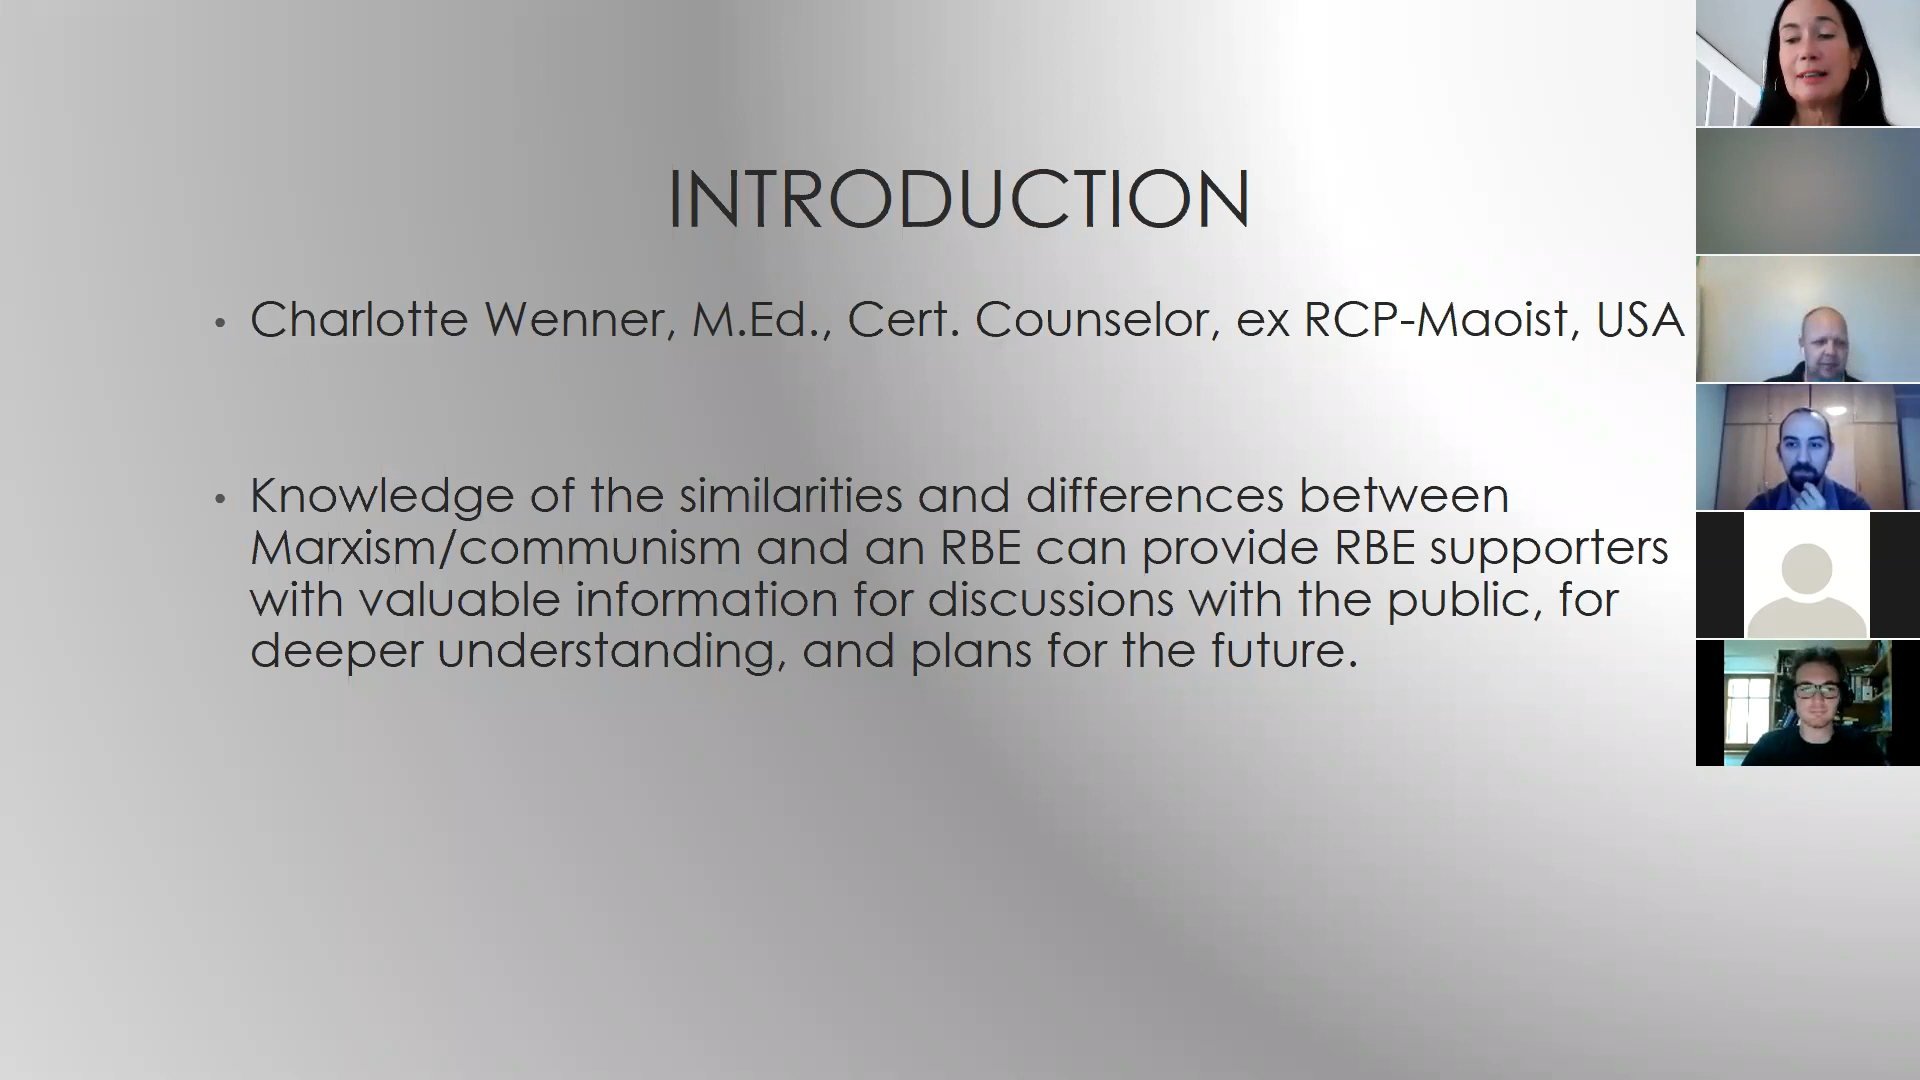 INTRODUCTION
• Charlotte Wenner, M.Ed., Cert. Counselor, ex RCP-Maoist, USA
• Knowledge of the similarities and differences between
Marxism/communism and an RBE can provide RBE supporters
with valuable information for discussions with the public, for
deeper understanding, and plans for the future.